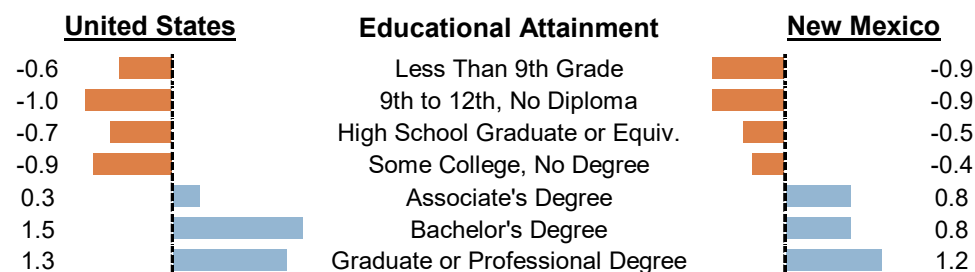 United States Educational Attainment New Mexico
-0.6 Less Than 9th Grade -0.9
-1.0 9th to 12th, No Diploma -0.9
-0.7 High School Graduate or Equiv. -0.5
-0.9 Some College, No Degree -0.4
0.3 Associate's Degree 0.8
1.5 Bachelor's Degree 0.8
1.3 Graduate or Professional Degree 1.2